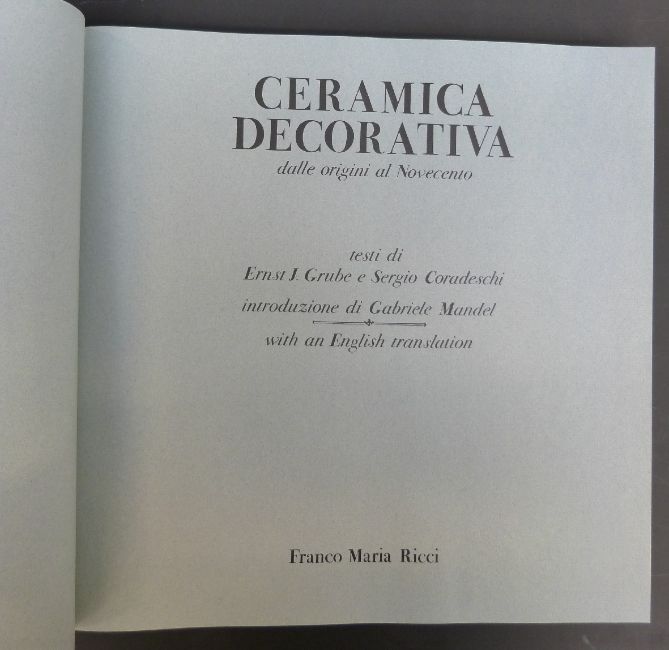 CERAMICA
DECORATIVA
dalle origini al Novecento
testi di
Ernst J. Grube e Sergio Coradeschi
introduzione di Gabriele Mandel
with an English translation
Franco Maria Ricci